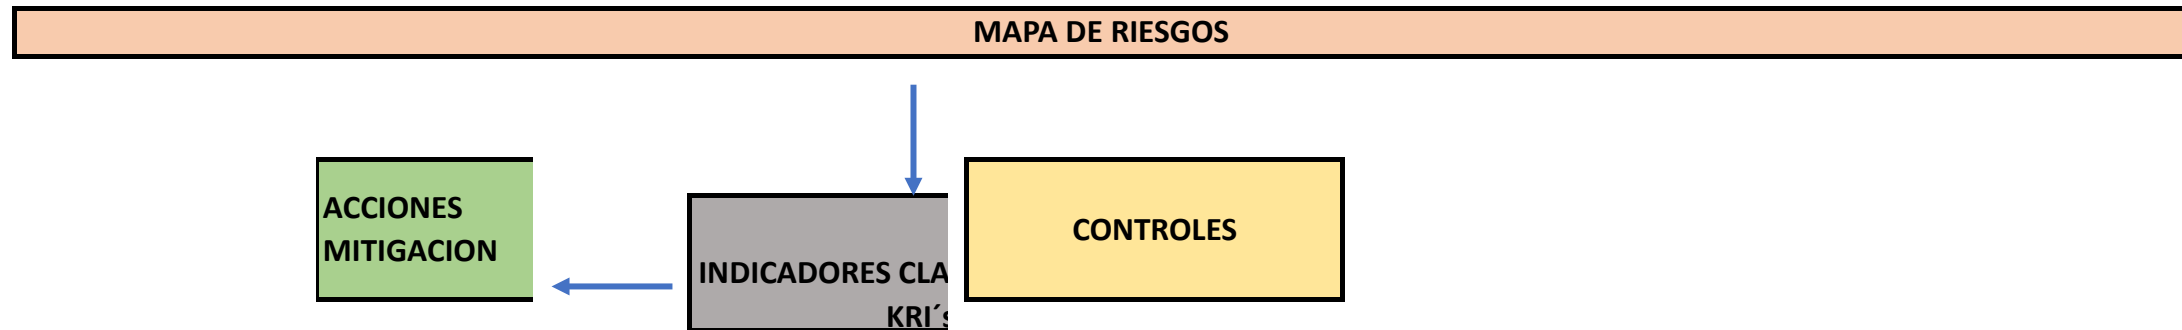 MAPA DE RIESGOS
ACCIONES
MITIGACION
INDICADORES CLA
KRI´s
CONTROLES